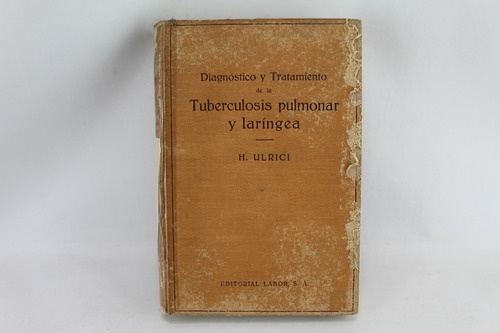 Diagnóstico y Tratamiento
de la
Tuberculosis pulmonar
y laríngea
H. ULRICI
EDITORIAL LABOR, S. A.